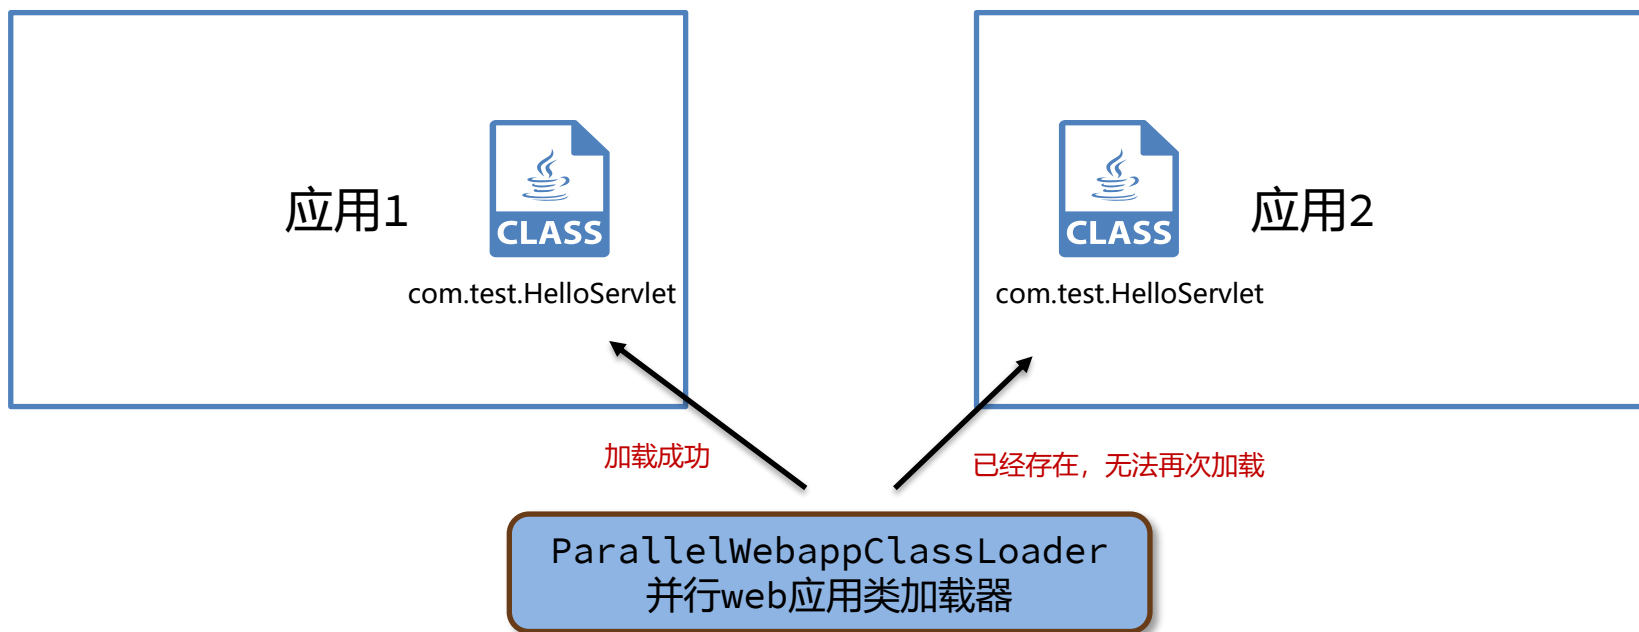 应用1
CLASS
com.test.HelloServlet
CLASS
应用2
com.test.HelloServlet
加载成功
已经存在，无法再次加载
ParallelWebappClassLoader
并行web应用类加载器